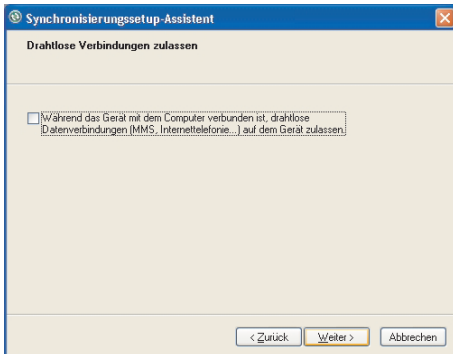 Synchronisierungssetup-Assistent
Drahtlose Verbindungen zulassen
Während das Gerät mit dem Computer verbunden ist, drahtlose
Datenverbindungen (MMS, Internettelefonie...) auf dem Gerät zulassen.
< Zurück Weiter > Abbrechen